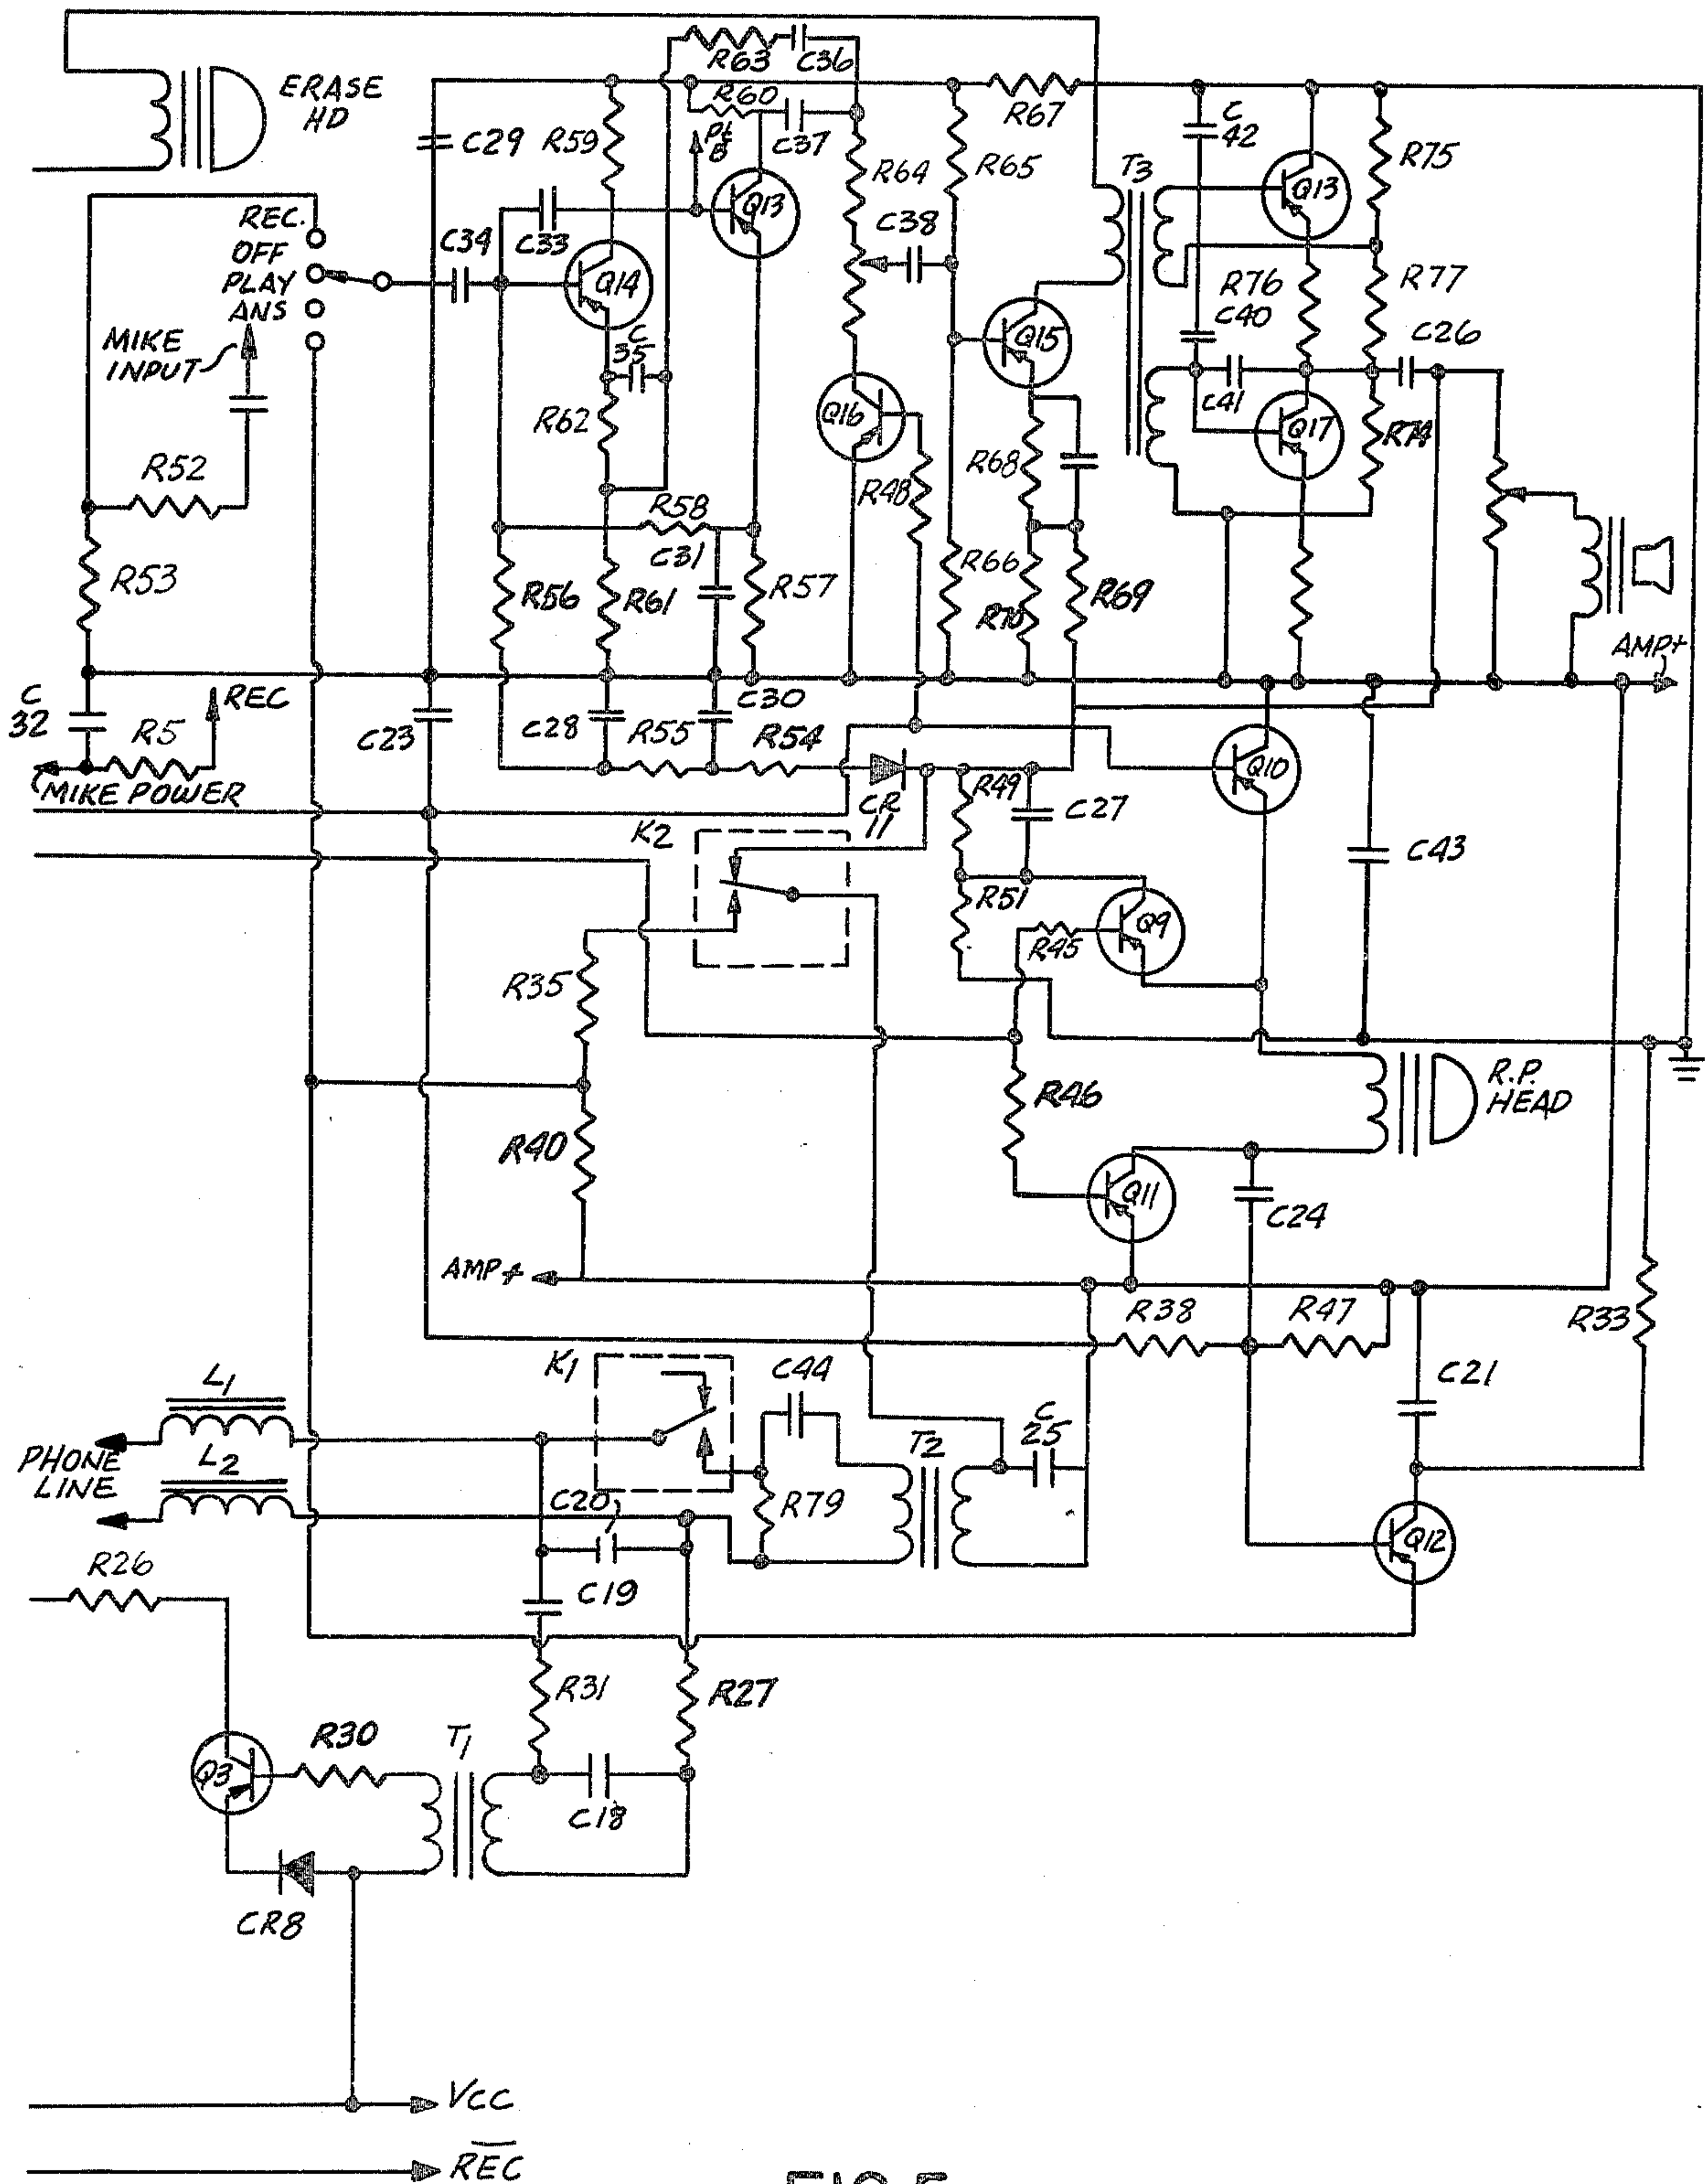 ERASE
HD
R63
C36
R60
C37
C29
R59
Pt
B
Q13
R64
R65
R67
C
42
T3
Q13
R75
REC.
OFF
PLAY
ANS
C34
C33
Q14
C38
R76
R77
C40
C26
MIKE
INPUT
C
35
Q15
C41
R62
Q16
R68
Q17
R74
R52
R48
R58
C31
R53
R56
R61
R57
R66
R70
R69
AMP+
C
32
R5
REC
C23
C28
R55
C30
R54
Q10
MIKE POWER
CR
11
R49
C27
K2
C43
R51
R45
Q9
R35
R46
R.P.
HEAD
R40
Q11
C24
AMP+
R38
R47
R33
L1
K1
C44
C21
PHONE
LINE
L2
T2
C
25
C20
R79
Q12
R26
C19
R31
R27
Q3
R30
T1
C18
CR8
VCC
R̅E̅C̅
FIG. 5